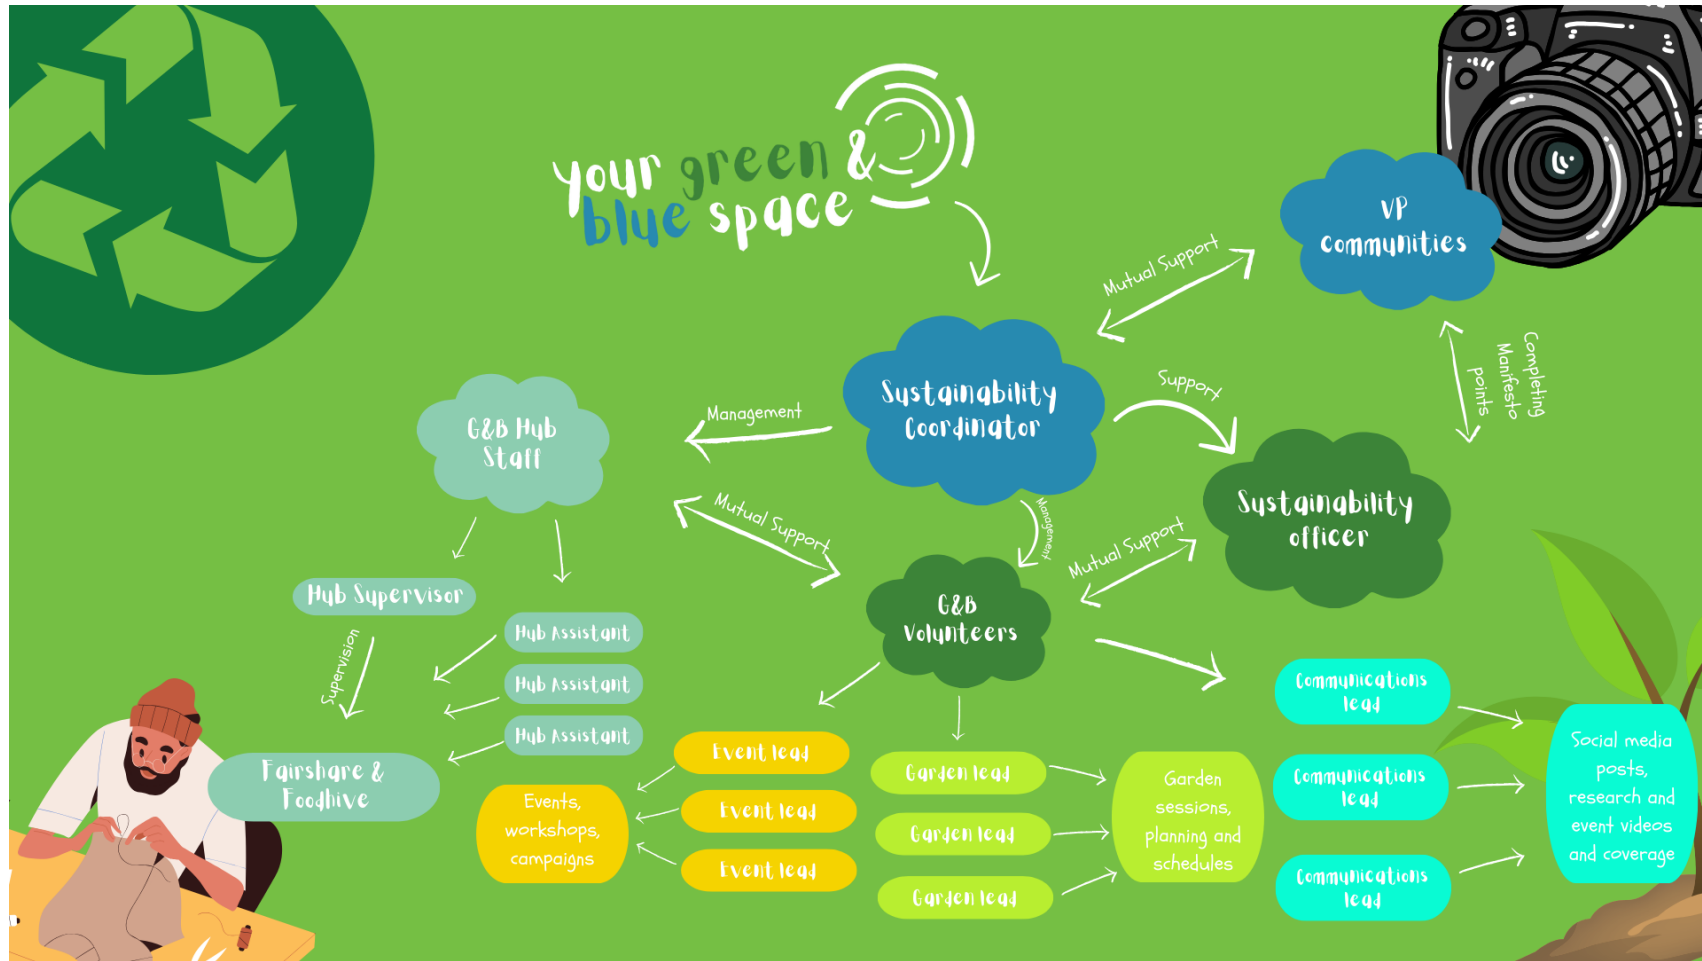 your green &
blue space
VP
Communities
Mutual Support
Completing
Manifesto
points
Sustainability
Coordinator
Support
Management
G&B Hub
Staff
Sustainability
officer
Mutual Support
Management
Mutual Support
G&B
Volunteers
Hub Supervisor
Supervision
Hub Assistant
Hub Assistant
Hub Assistant
Fairshare &
Foodhive
Events,
workshops,
campaigns
Event lead
Event lead
Event lead
Garden lead
Garden lead
Garden lead
Garden
sessions,
planning and
schedules
Communications
lead
Communications
lead
Communications
lead
Social media
posts,
research and
event videos
and coverage